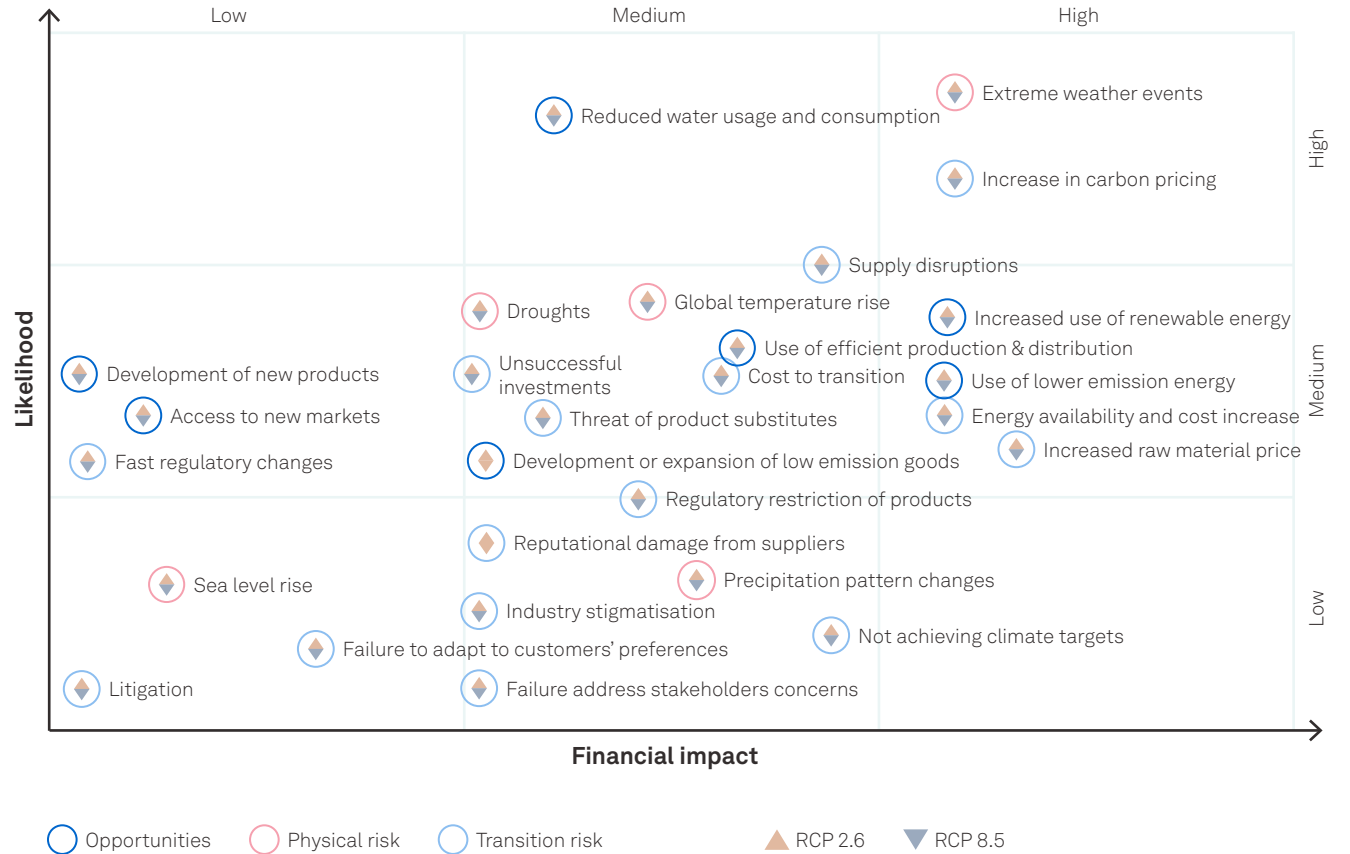 Low
Medium
High
Extreme weather events
Reduced water usage and consumption
High
Increase in carbon pricing
Supply disruptions
Global temperature rise
Droughts
Increased use of renewable energy
Use of efficient production & distribution
Likelihood
Medium
Unsuccessful
investments
Development of new products
Cost to transition
Use of lower emission energy
Access to new markets
Threat of product substitutes
Energy availability and cost increase
Increased raw material price
Fast regulatory changes
Development or expansion of low emission goods
Regulatory restriction of products
Reputational damage from suppliers
Precipitation pattern changes
Sea level rise
Low
Industry stigmatisation
Not achieving climate targets
Failure to adapt to customers’ preferences
Litigation
Failure address stakeholders concerns
Financial impact
Opportunities
Physical risk
Transition risk
RCP 2.6
RCP 8.5